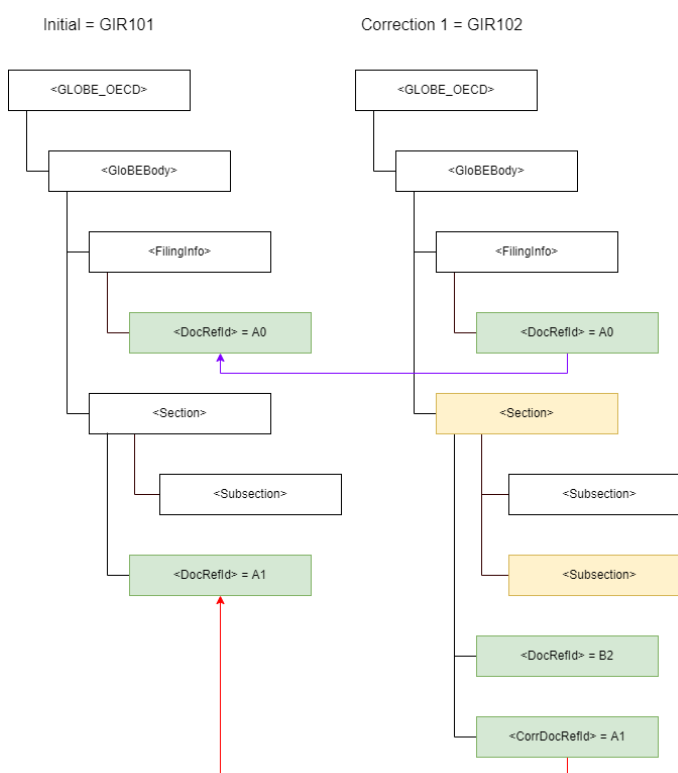 Initial = GIR101
Correction 1 = GIR102
<GLOBE_OECD>
<GLOBE_OECD>
<GloBEBody>
<GloBEBody>
<FilingInfo>
<FilingInfo>
<DocRefId> = A0
<DocRefId> = A0
<Section>
<Section>
<Subsection>
<Subsection>
<DocRefId> = A1
<Subsection>
<DocRefId> = B2
<CorrDocRefId> = A1